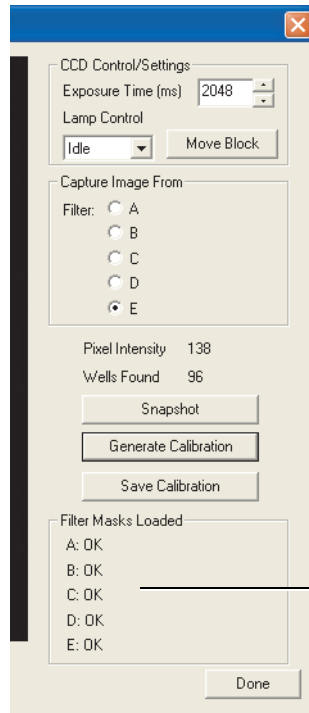 CCD Control/Settings
Exposure Time (ms) 2048
Lamp Control
Idle Move Block
Capture Image From
Filter: A
B
C
D
E
Pixel Intensity 138
Wells Found 96
Snapshot
Generate Calibration
Save Calibration
Filter Masks Loaded
A: OK
B: OK
C: OK
D: OK
E: OK
Done